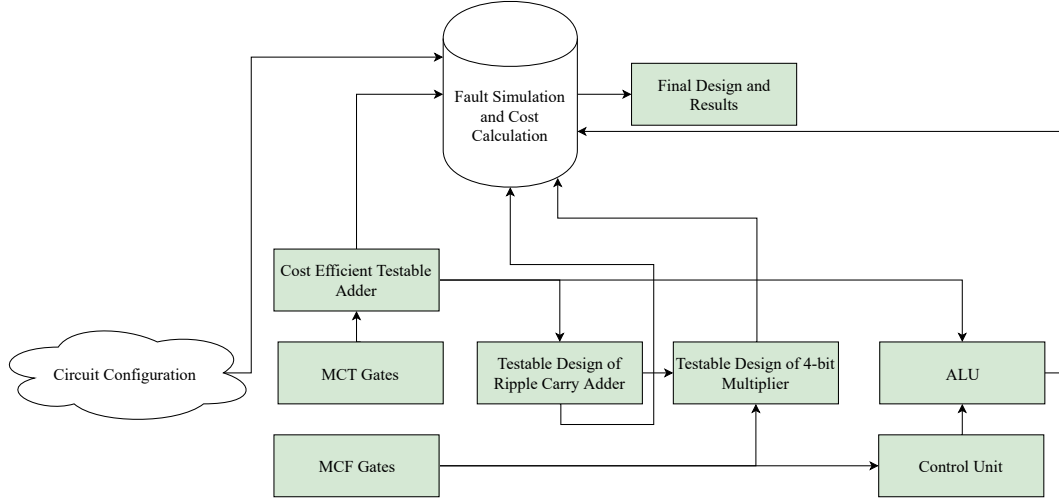 Fault Simulation
and Cost
Calculation
Final Design and
Results
Cost Efficient Testable
Adder
Circuit Configuration
MCT Gates
Testable Design of
Ripple Carry Adder
Testable Design of 4-bit
Multiplier
ALU
MCF Gates
Control Unit